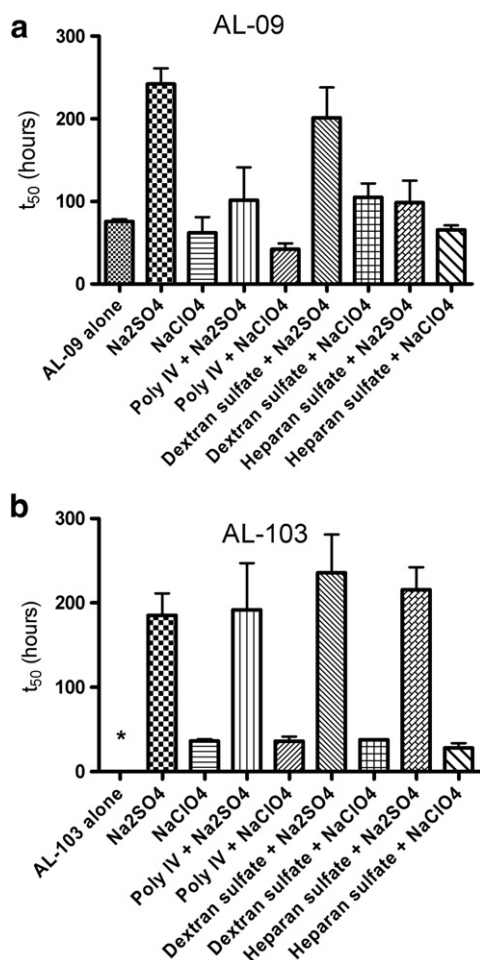 a
AL-09
300
200
100
0
t50 (hours)
AL-09 alone
Na2SO4
NaClO4
Poly IV + Na2SO4
Poly IV + NaClO4
Dextran sulfate + Na2SO4
Dextran sulfate + NaClO4
Heparan sulfate + Na2SO4
Heparan sulfate + NaClO4
b
AL-103
300
200
100
0
t50 (hours)
*
AL-103 alone
Na2SO4
NaClO4
Poly IV + Na2SO4
Poly IV + NaClO4
Dextran sulfate + Na2SO4
Dextran sulfate + NaClO4
Heparan sulfate + Na2SO4
Heparan sulfate + NaClO4